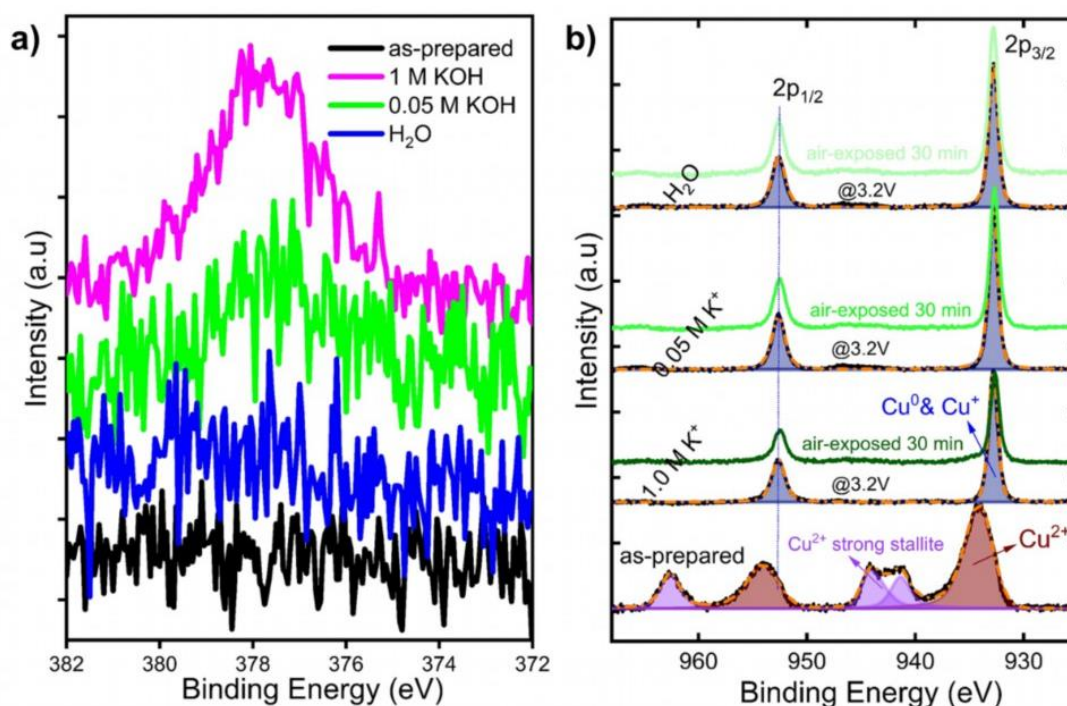 a)
as-prepared
1 M KOH
0.05 M KOH
H₂O
Intensity (a.u)
382 380 378 377 376 374 372
Binding Energy (eV)
b)
2p₃/₂
2p₁/₂
air-exposed 30 min
H₂O
@3.2V
air-exposed 30 min
0.05 M K⁺
@3.2V
Cu⁰& Cu⁺
air-exposed 30 min
1.0 M K⁺
@3.2V
as-prepared
Cu²⁺ strong stallite
Cu²⁺
Intensity (a.u)
960 950 940 930
Binding Energy (eV)